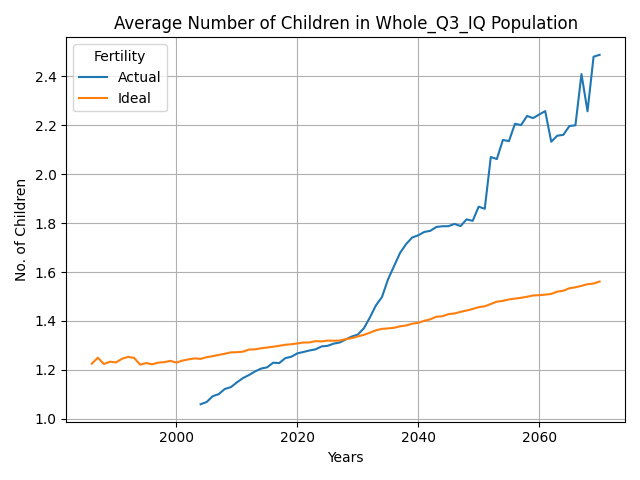 Average Number of Children in Whole_Q3_IQ Population
Fertility
Actual
Ideal
2.4
2.2
2.0
1.8
1.6
1.4
1.2
1.0
No. of Children
2000
2020
2040
2060
Years